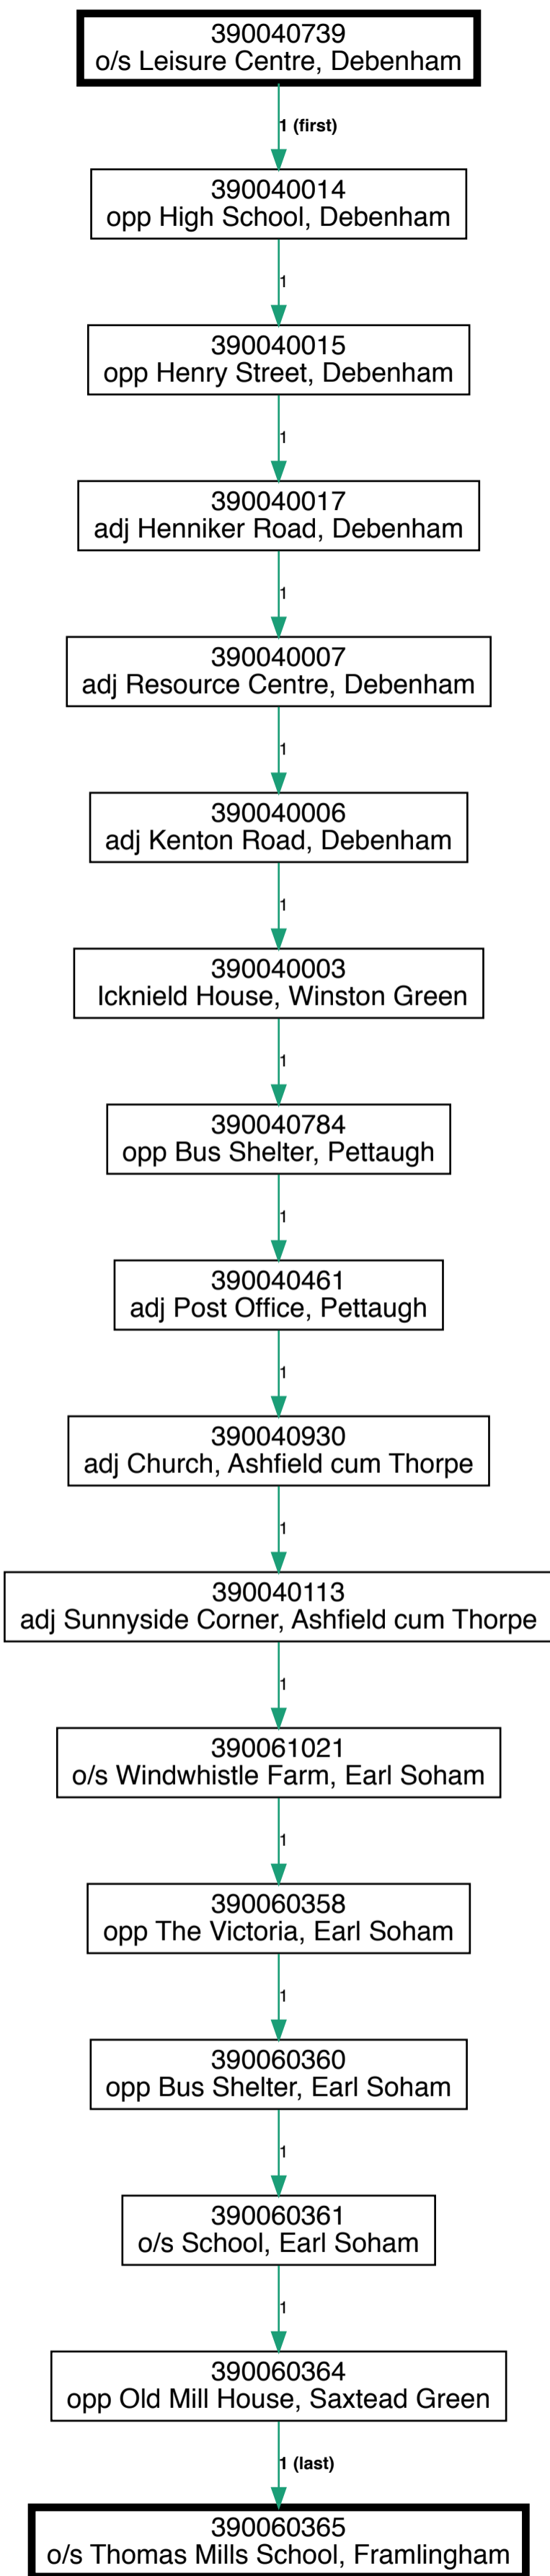 390040739
o/s Leisure Centre, Debenham
1 (first)
390040014
opp High School, Debenham
1
390040015
opp Henry Street, Debenham
1
390040017
adj Henniker Road, Debenham
1
390040007
adj Resource Centre, Debenham
1
390040006
adj Kenton Road, Debenham
1
390040003
Icknield House, Winston Green
1
390040784
opp Bus Shelter, Pettaugh
1
390040461
adj Post Office, Pettaugh
1
390040930
adj Church, Ashfield cum Thorpe
1
390040113
adj Sunnyside Corner, Ashfield cum Thorpe
1
390061021
o/s Windwhistle Farm, Earl Soham
1
390060358
opp The Victoria, Earl Soham
1
390060360
opp Bus Shelter, Earl Soham
1
390060361
o/s School, Earl Soham
1
390060364
opp Old Mill House, Saxtead Green
1 (last)
390060365
o/s Thomas Mills School, Framlingham